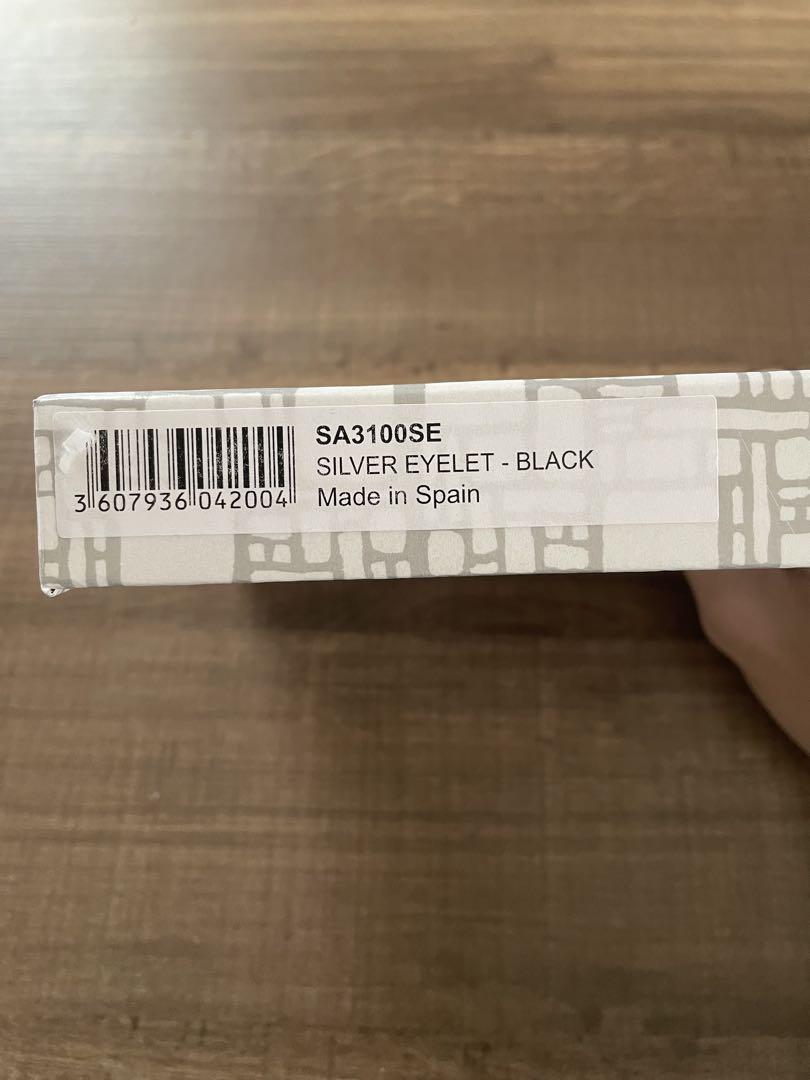 SA3100SE
SILVER EYELET - BLACK
Made in Spain
3 607936 042004